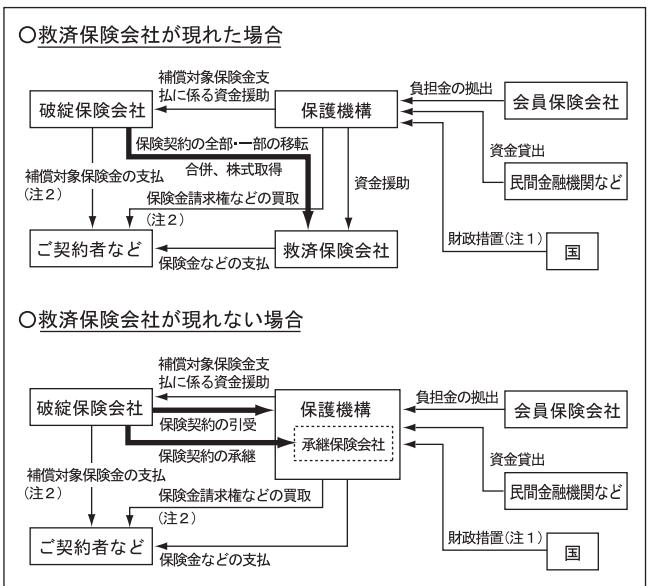 ○救済保険会社が現れた場合
補償対象保険金支
払に係る資金援助
負担金の拠出
破綻保険会社
保護機構
会員保険会社
保険契約の全部・一部の移転
合併、株式取得
資金貸出
補償対象保険金の支払
(注2)
資金援助
民間金融機関など
保険金請求権などの買取
(注2)
財政措置(注1)
ご契約者など
救済保険会社
国
保険金などの支払
○救済保険会社が現れない場合
補償対象保険金支
払に係る資金援助
負担金の拠出
破綻保険会社
保護機構
会員保険会社
保険契約の引受
承継保険会社
保険契約の承継
資金貸出
補償対象保険金の支払
(注2)
民間金融機関など
保険金請求権などの買取
(注2)
財政措置(注1)
ご契約者など
国
保険金などの支払